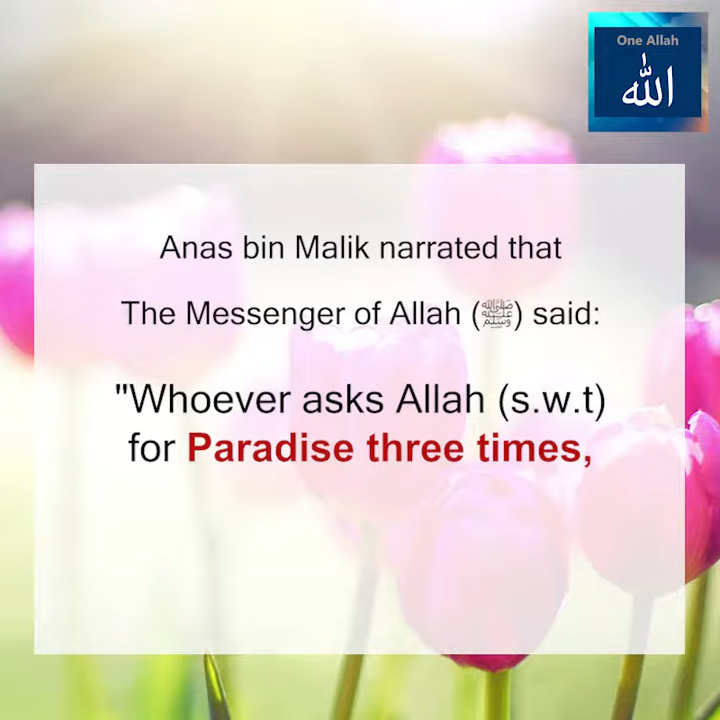 One Allah
الله
Anas bin Malik narrated that
The Messenger of Allah (ﷺ) said:
"Whoever asks Allah (s.w.t)
for Paradise three times,